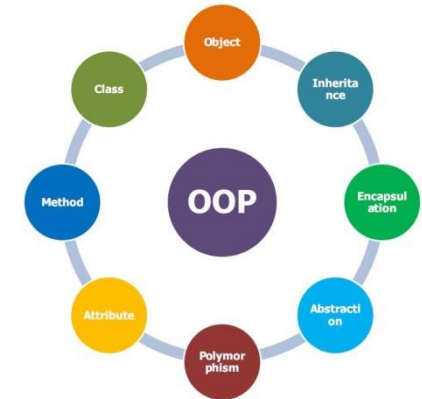 Object
Inherita
nce
Encapsul
ation
Abstracti
on
Polymor
phism
Attribute
Method
Class
OOP